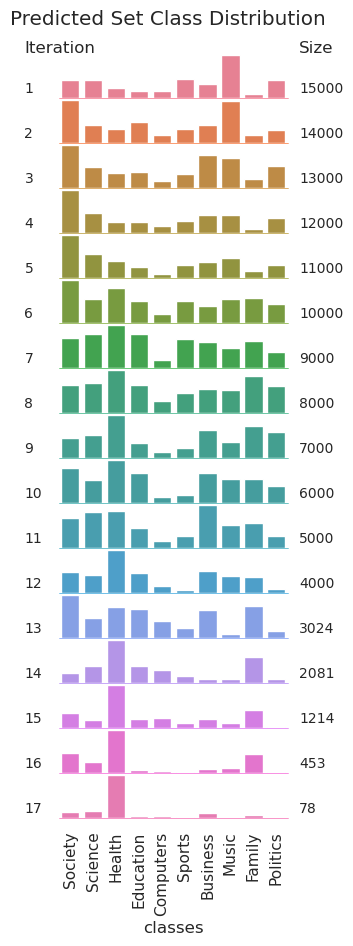 Predicted Set Class Distribution
Iteration Size
1 15000
2 14000
3 13000
4 12000
5 11000
6 10000
7 9000
8 8000
9 7000
10 6000
11 5000
12 4000
13 3024
14 2081
15 1214
16 453
17 78
Society
Science
Health
Education
Computers
Sports
Business
Music
Family
Politics
classes